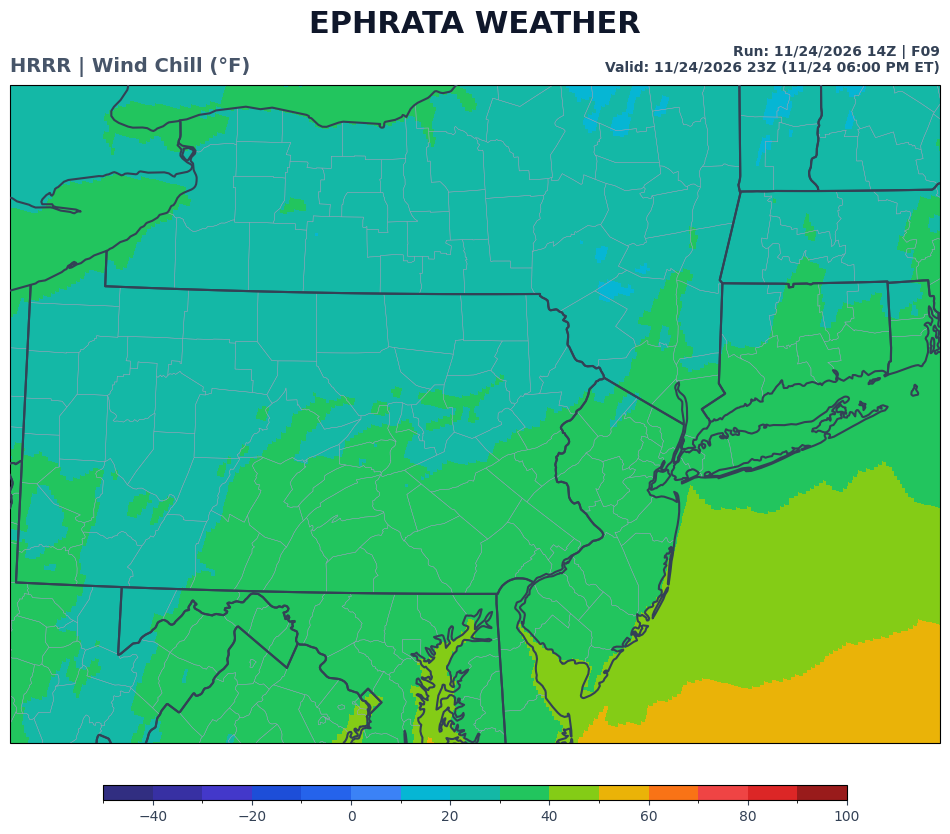 EPHRATA WEATHER
HRRR | Wind Chill (°F)
Run: 11/24/2026 14Z | F09
Valid: 11/24/2026 23Z (11/24 06:00 PM ET)
−40 −20 0 20 40 60 80 100